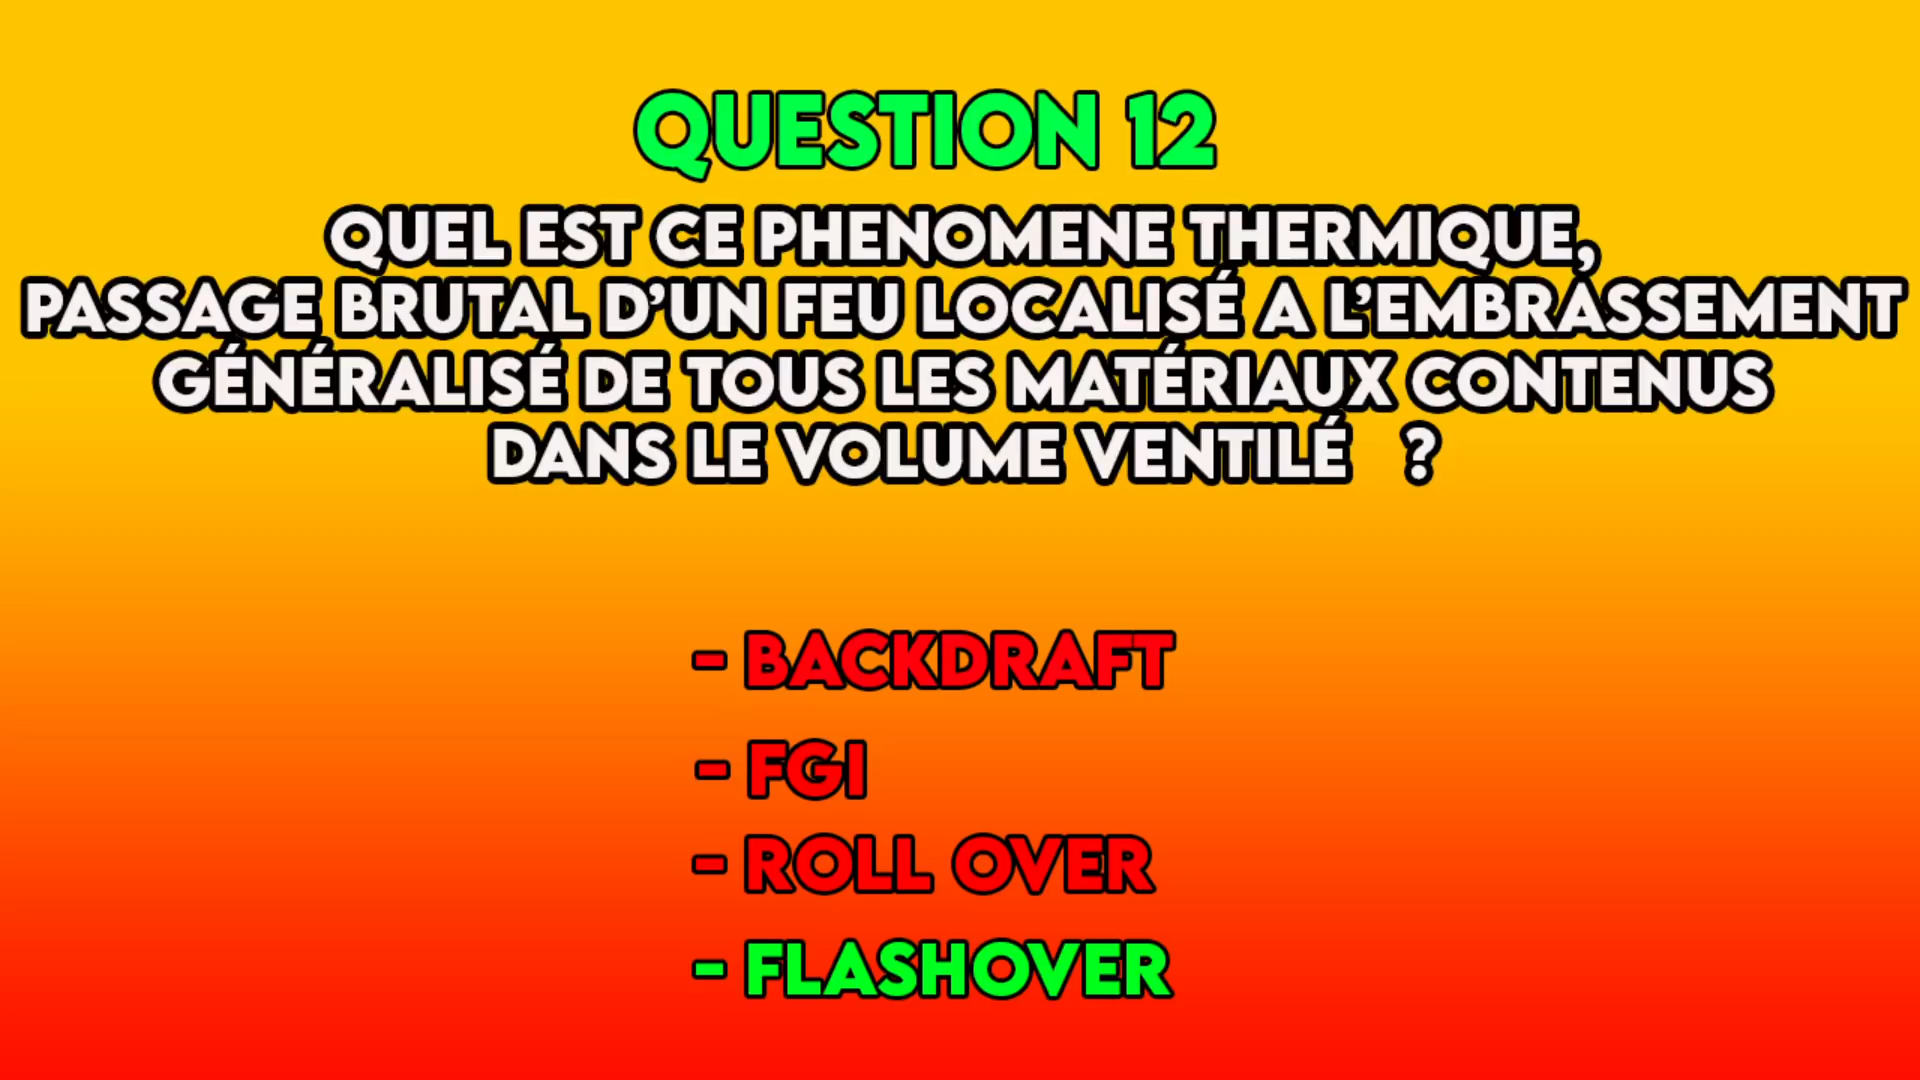 QUESTION 12
QUEL EST CE PHENOMENE THERMIQUE,
PASSAGE BRUTAL D'UN FEU LOCALISÉ A L'EMBRASSEMENT
GÉNÉRALISÉ DE TOUS LES MATÉRIAUX CONTENUS
DANS LE VOLUME VENTILÉ ?
- BACKDRAFT
- FGI
- ROLL OVER
- FLASHOVER